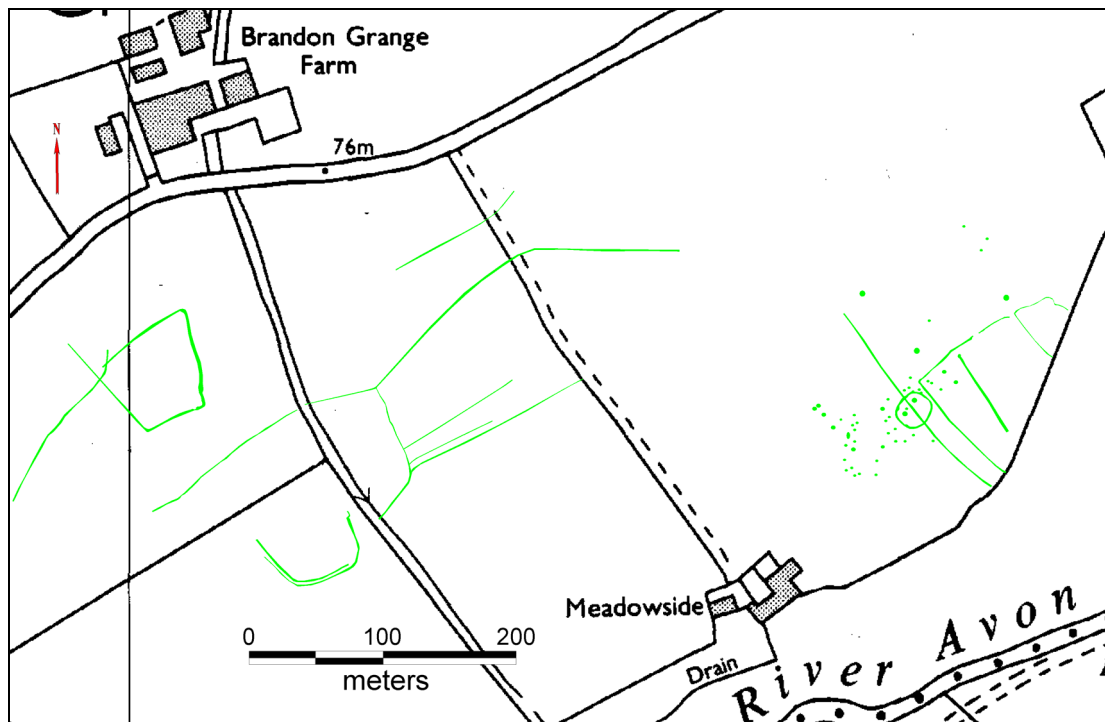 Brandon Grange
Farm
N
76m
Meadowside
0 100 200
meters
Drain
River Avon